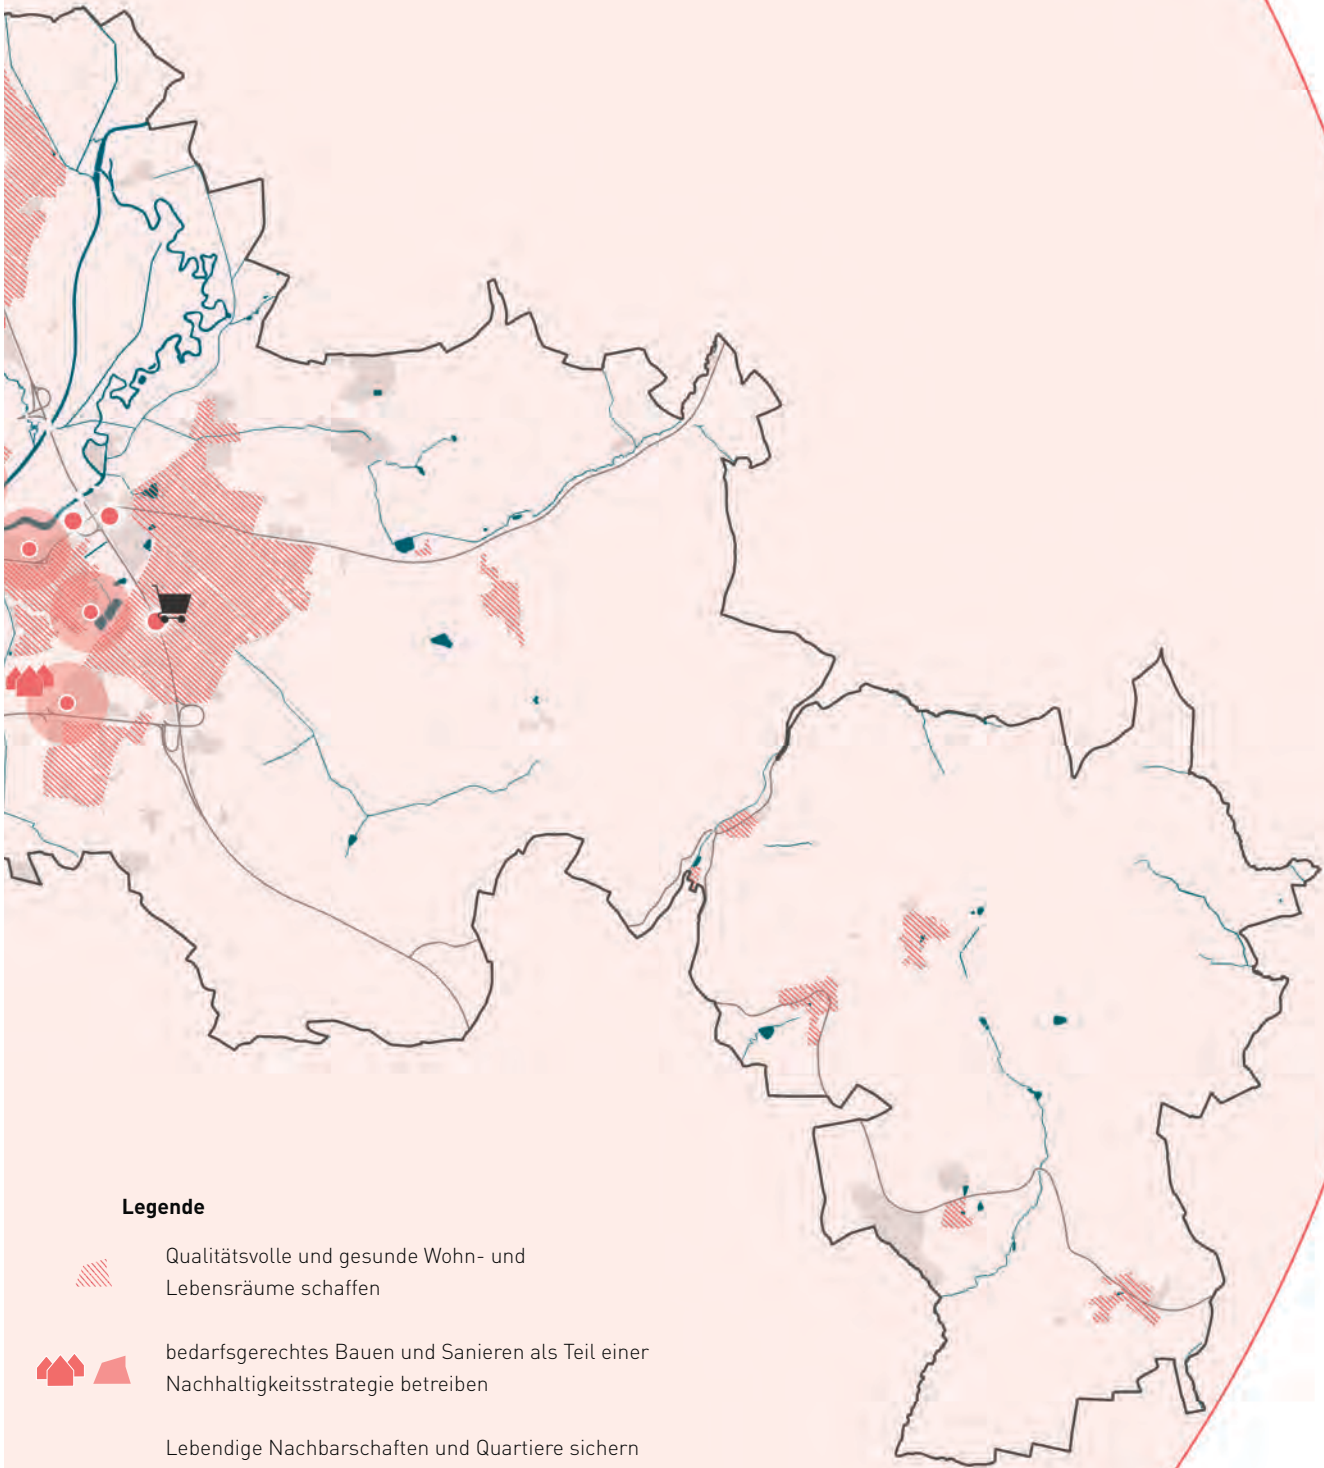 Legende
Qualitätsvolle und gesunde Wohn- und
Lebensräume schaffen
bedarfsgerechtes Bauen und Sanieren als Teil einer
Nachhaltigkeitsstrategie betreiben
Lebendige Nachbarschaften und Quartiere sichern